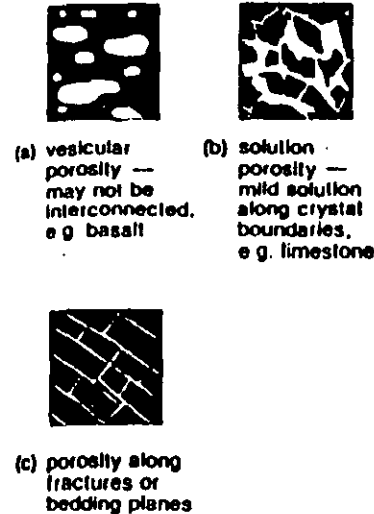 (a) vesicular
porosity —
may not be
interconnected,
e g basalt
(b) solution
porosity —
mild solution
along crystal
boundaries,
e g. limestone
(c) porosity along
fractures or
bedding planes